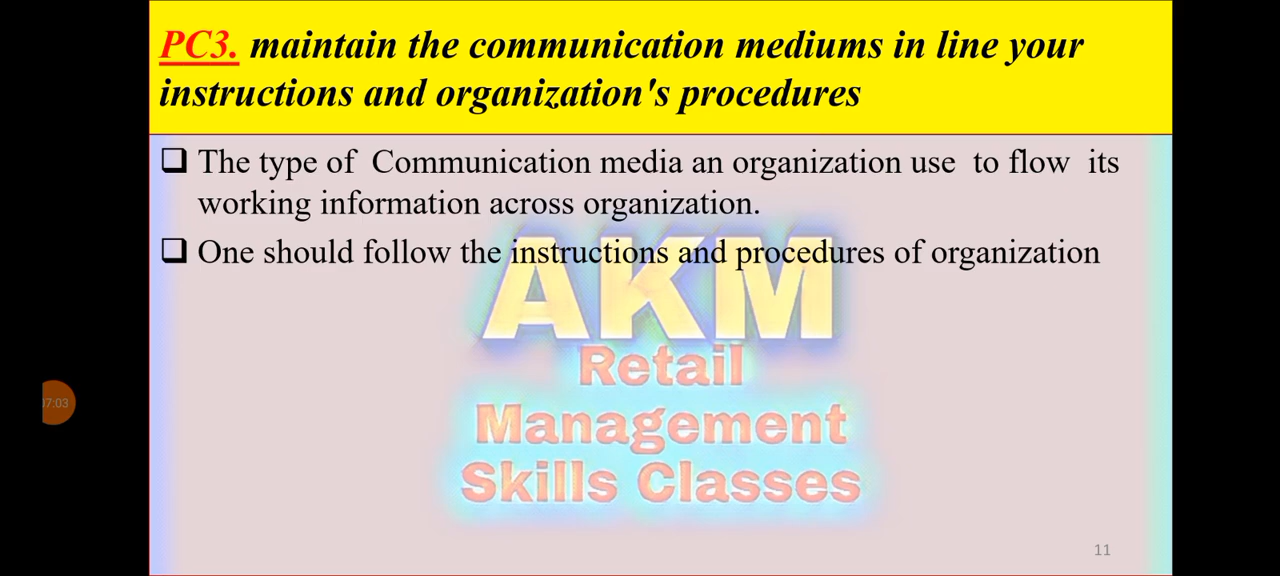 PC3. maintain the communication mediums in line your
instructions and organization's procedures
The type of Communication media an organization use to flow its
working information across organization.
One should follow the instructions and procedures of organization
AKM
Retail
Management
Skills Classes
07:03
11